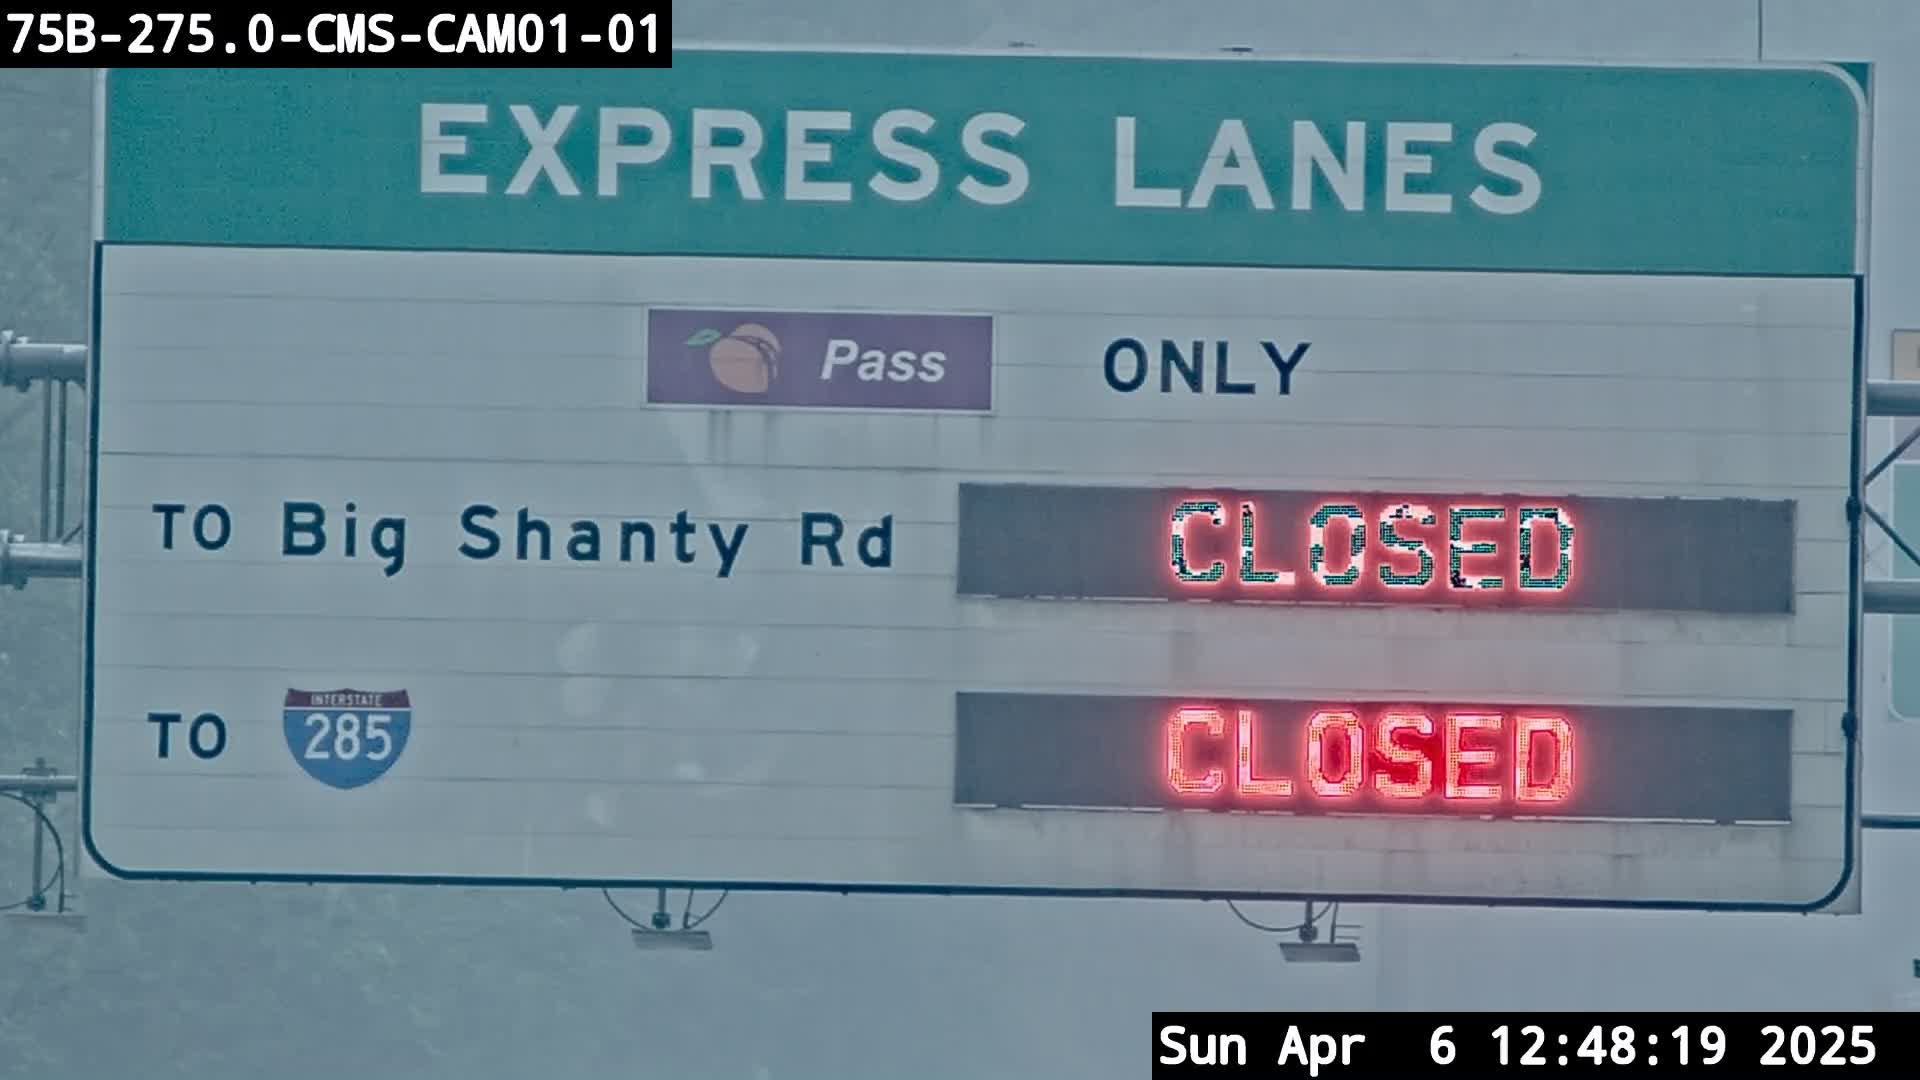 75B-275.0-CMS-CAM01-01
EXPRESS LANES
Pass ONLY
TO Big Shanty Rd CLOSED
TO INTERSTATE 285 CLOSED
Sun Apr 6 12:48:19 2025